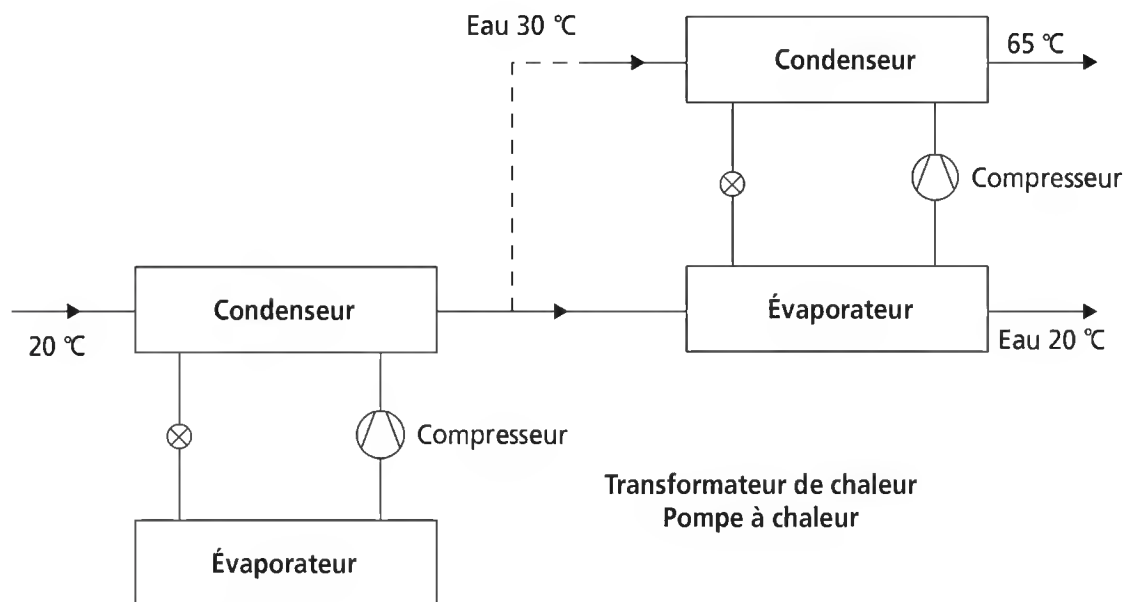 Eau 30 °C
Condenseur
65 °C
Compresseur
Condenseur
20 °C
Évaporateur
Eau 20 °C
Compresseur
Transformateur de chaleur
Pompe à chaleur
Évaporateur